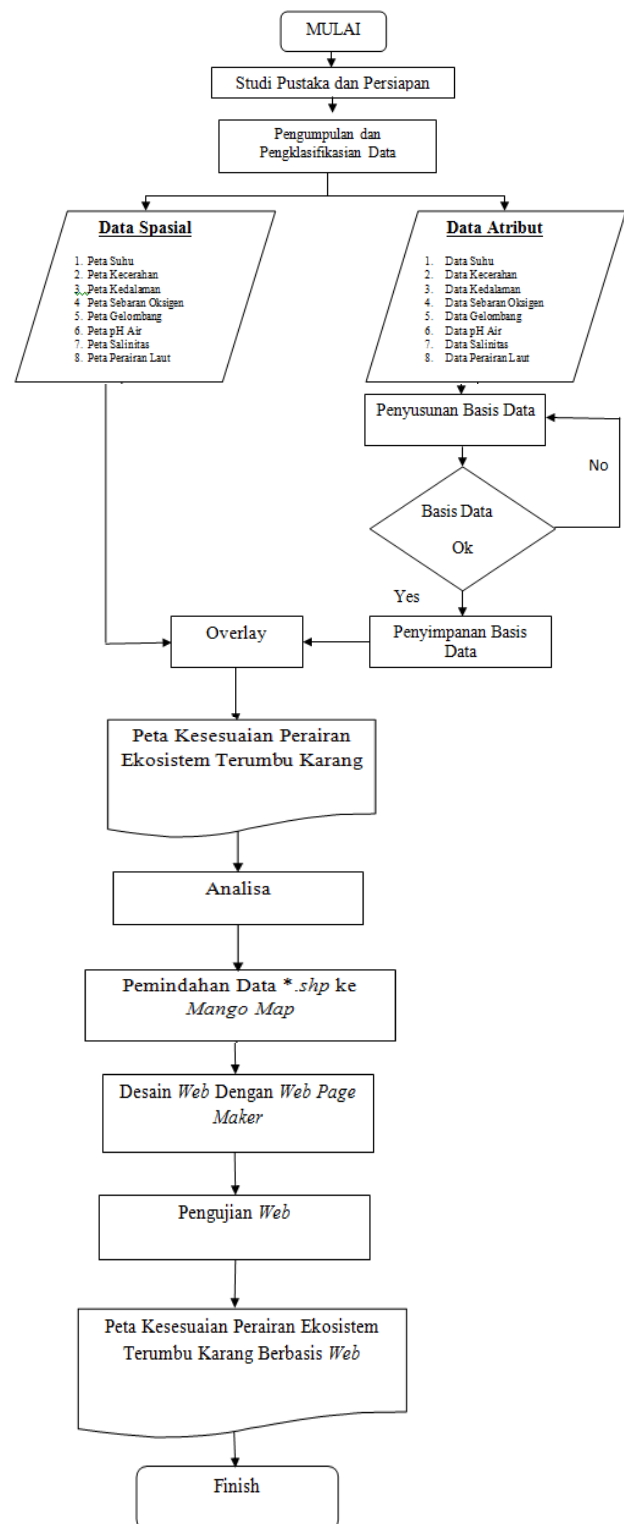 MULAI
Studi Pustaka dan Persiapan
Pengumpulan dan
Pengklasifikasian Data
Data Spasial
1. Peta Suhu
2. Peta Kecerahan
3. Peta Kedalaman
4 Peta Sebaran Oksigen
5. Peta Gelombang
6. Peta pH Air
7. Peta Salinitas
8. Peta Perairan Laut
Data Atribut
1. Data Suhu
2. Data Kecerahan
3. Data Kedalaman
4. Data Sebaran Oksigen
5. Data Gelombang
6. Data pH Air
7. Data Salinitas
8. Data Perairan Laut
Penyusunan Basis Data
No
Basis Data
Ok
Yes
Overlay
Penyimpanan Basis
Data
Peta Kesesuaian Perairan
Ekosistem Terumbu Karang
Analisa
Pemindahan Data *.shp ke
Mango Map
Desain Web Dengan Web Page
Maker
Pengujian Web
Peta Kesesuaian Perairan Ekosistem
Terumbu Karang Berbasis Web
Finish